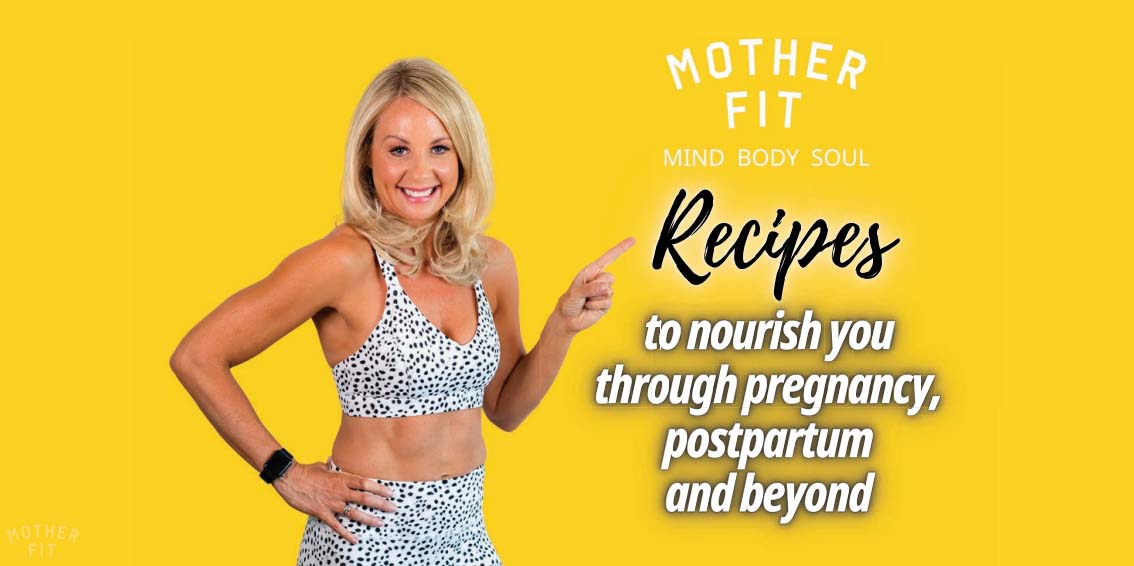 MOTHER
FIT
MIND BODY SOUL
Recipes
to nourish you
through pregnancy,
postpartum
and beyond
MOTHER
FIT